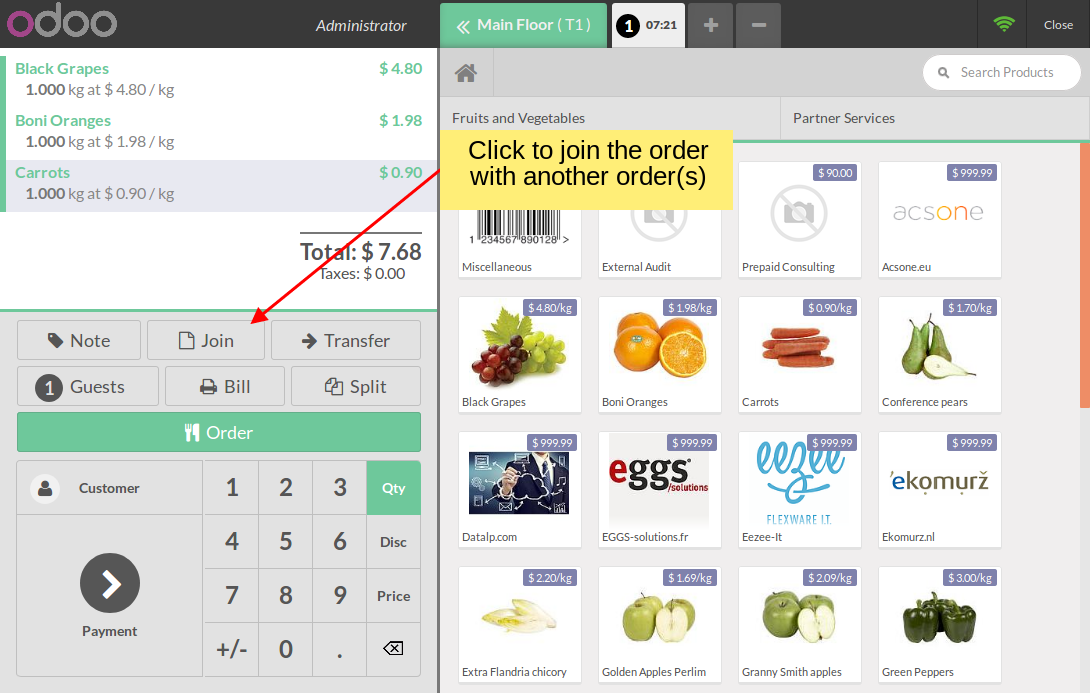 odoo
Administrator
Main Floor ( T1 )
1 07:21
+
−
Close
Black Grapes $ 4.80
1.000 kg at $ 4.80 / kg
Boni Oranges $ 1.98
1.000 kg at $ 1.98 / kg
Carrots $ 0.90
1.000 kg at $ 0.90 / kg
Total: $ 7.68
Taxes: $ 0.00
Note
Join
Transfer
1 Guests
Bill
Split
Order
Customer
1 2 3 Qty
4 5 6 Disc
7 8 9 Price
+/- 0 .
Payment
Search Products
Fruits and Vegetables
Partner Services
Click to join the order
with another order(s)
$ 90.00
$ 999.99
1 234567 890128 >
acsone
Miscellaneous
External Audit
Prepaid Consulting
Acsone.eu
$ 4.80/kg
$ 1.98/kg
$ 0.90/kg
$ 1.70/kg
Black Grapes
Boni Oranges
Carrots
Conference pears
$ 999.99
$ 999.99
$ 999.99
$ 999.99
eggs
/solutions
eezee
FLEXWARE I.T.
'ekomurž
Datalp.com
EGGS-solutions.fr
Eezee-It
Ekomurz.nl
$ 2.20/kg
$ 1.69/kg
$ 2.09/kg
$ 3.00/kg
Extra Flandria chicory
Golden Apples Perlim
Granny Smith apples
Green Peppers